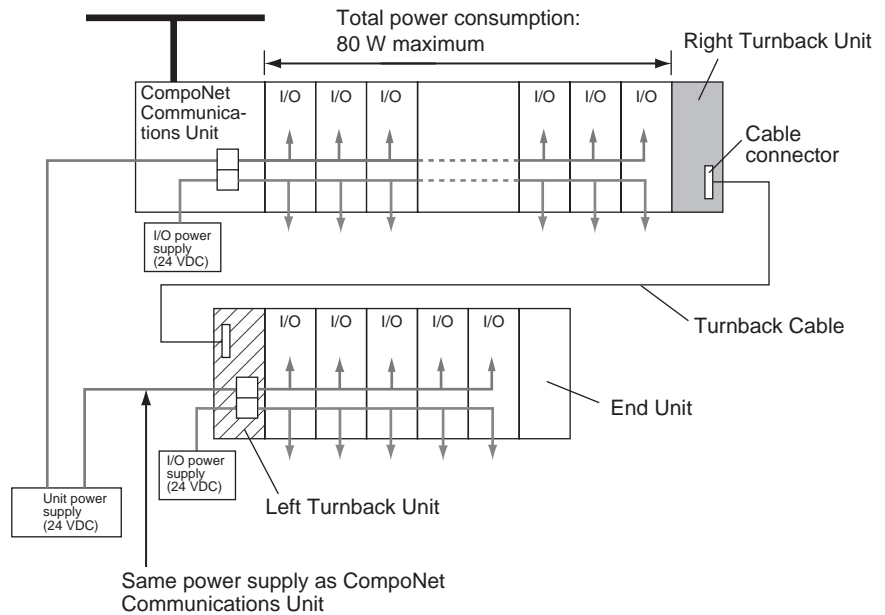 Total power consumption:
80 W maximum
Right Turnback Unit
CompoNet
Communica-
tions Unit
I/O
I/O
I/O
I/O
I/O
I/O
Cable
connector
I/O power
supply
(24 VDC)
Turnback Cable
I/O
I/O
I/O
I/O
I/O
End Unit
I/O power
supply
(24 VDC)
Left Turnback Unit
Unit power
supply
(24 VDC)
Same power supply as CompoNet
Communications Unit